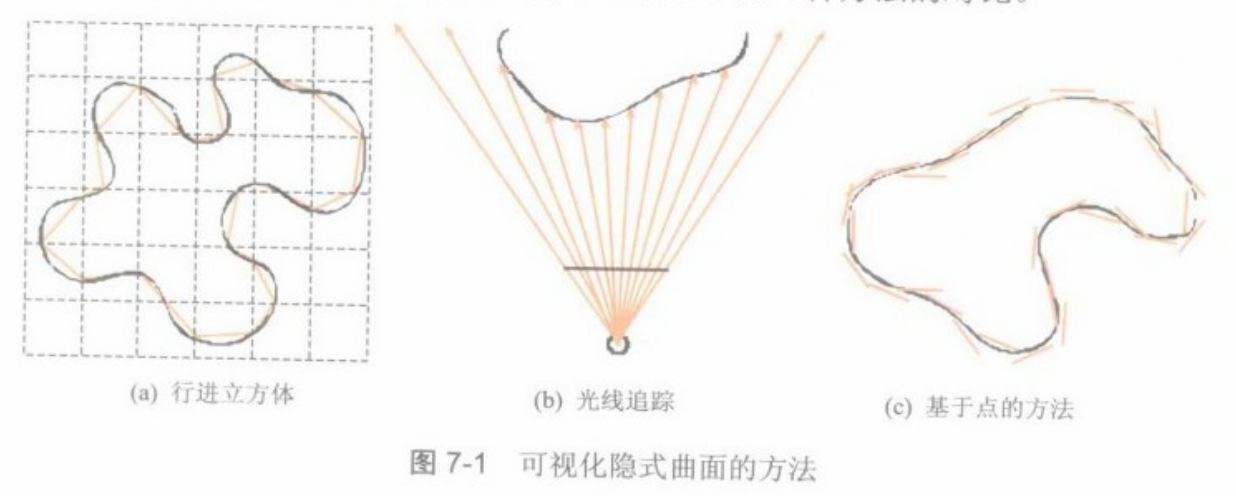 (a) 行进立方体
(b) 光线追踪
(c) 基于点的方法
图 7-1 可视化隐式曲面的方法